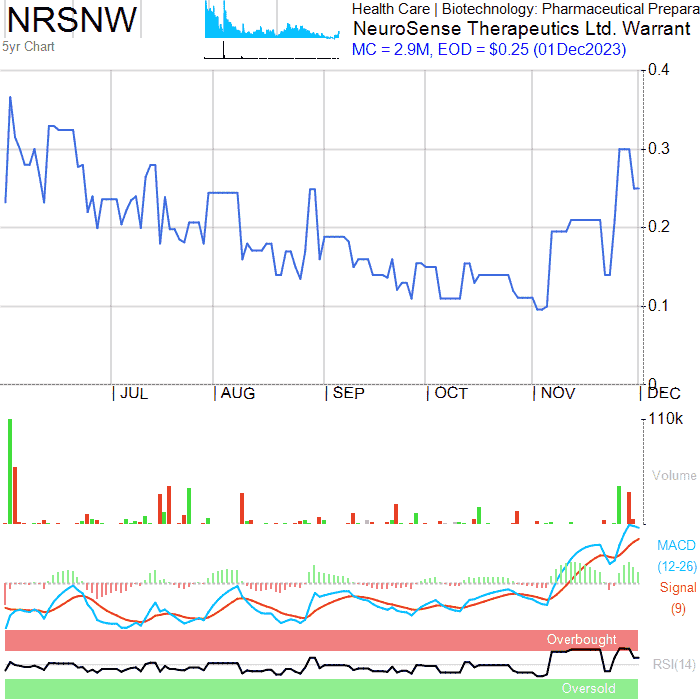 NRSNW
5yr Chart
Health Care | Biotechnology: Pharmaceutical Prepara
NeuroSense Therapeutics Ltd. Warrant
MC = 2.9M, EOD = $0.25 (01Dec2023)
0.4
0.3
0.2
0.1
0
JUL
AUG
SEP
OCT
NOV
DEC
110k
Volume
MACD
(12-26)
Signal
(9)
Overbought
RSI(14)
Oversold